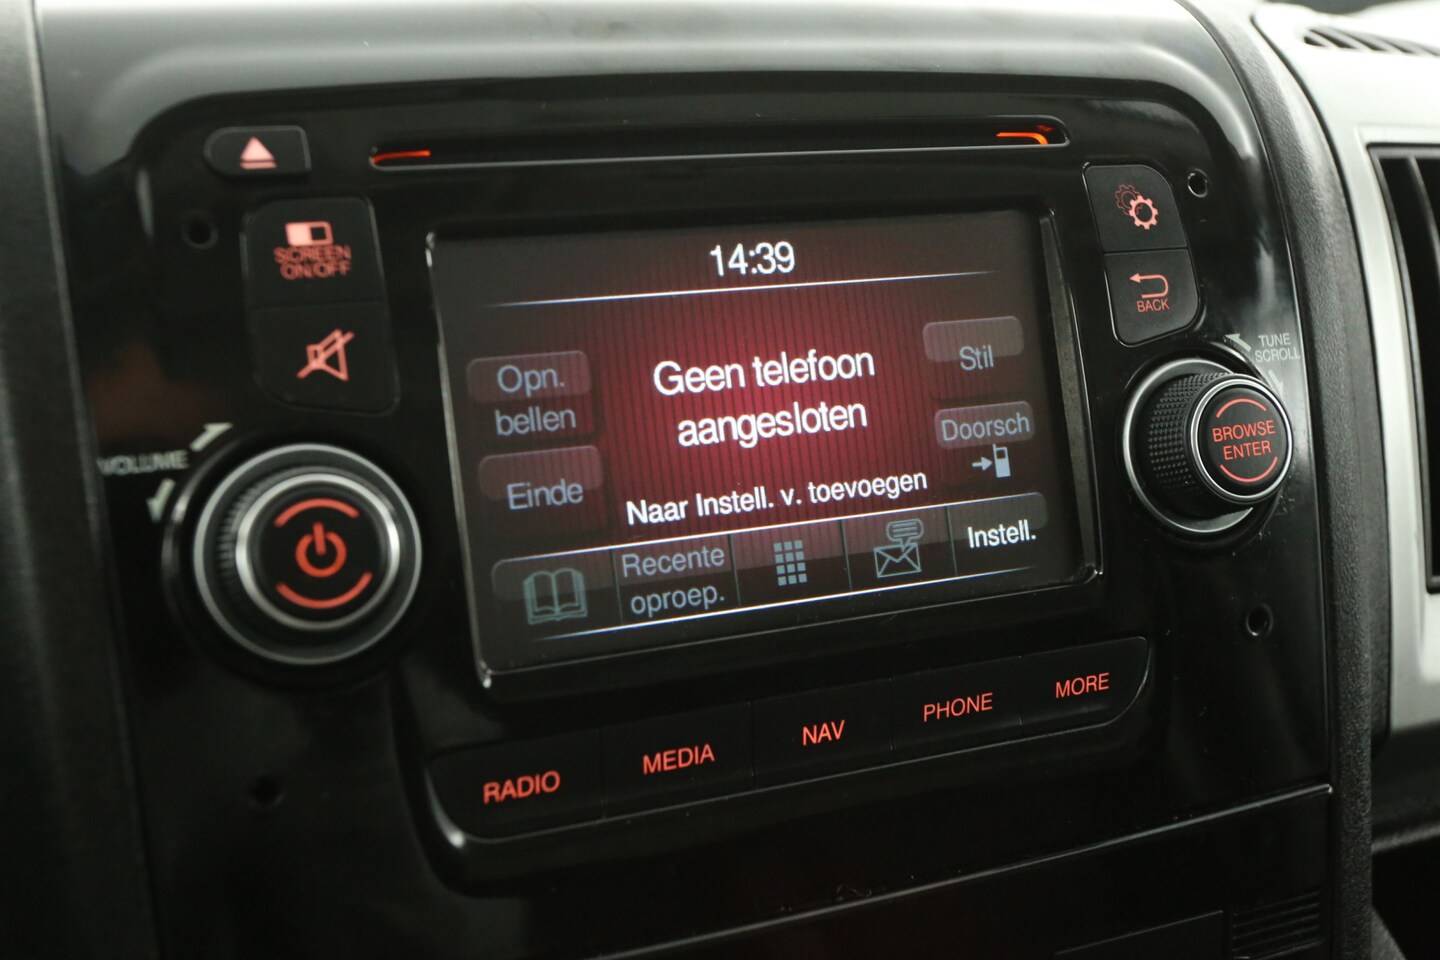 SCREEN
ON/OFF
VOLUME
14:39
Opn.
bellen
Einde
Geen telefoon
aangesloten
Naar Instell. v. toevoegen
Stil
Doorsch
Recente
oproep.
Instell.
BACK
TUNE
SCROLL
BROWSE
ENTER
RADIO
MEDIA
NAV
PHONE
MORE